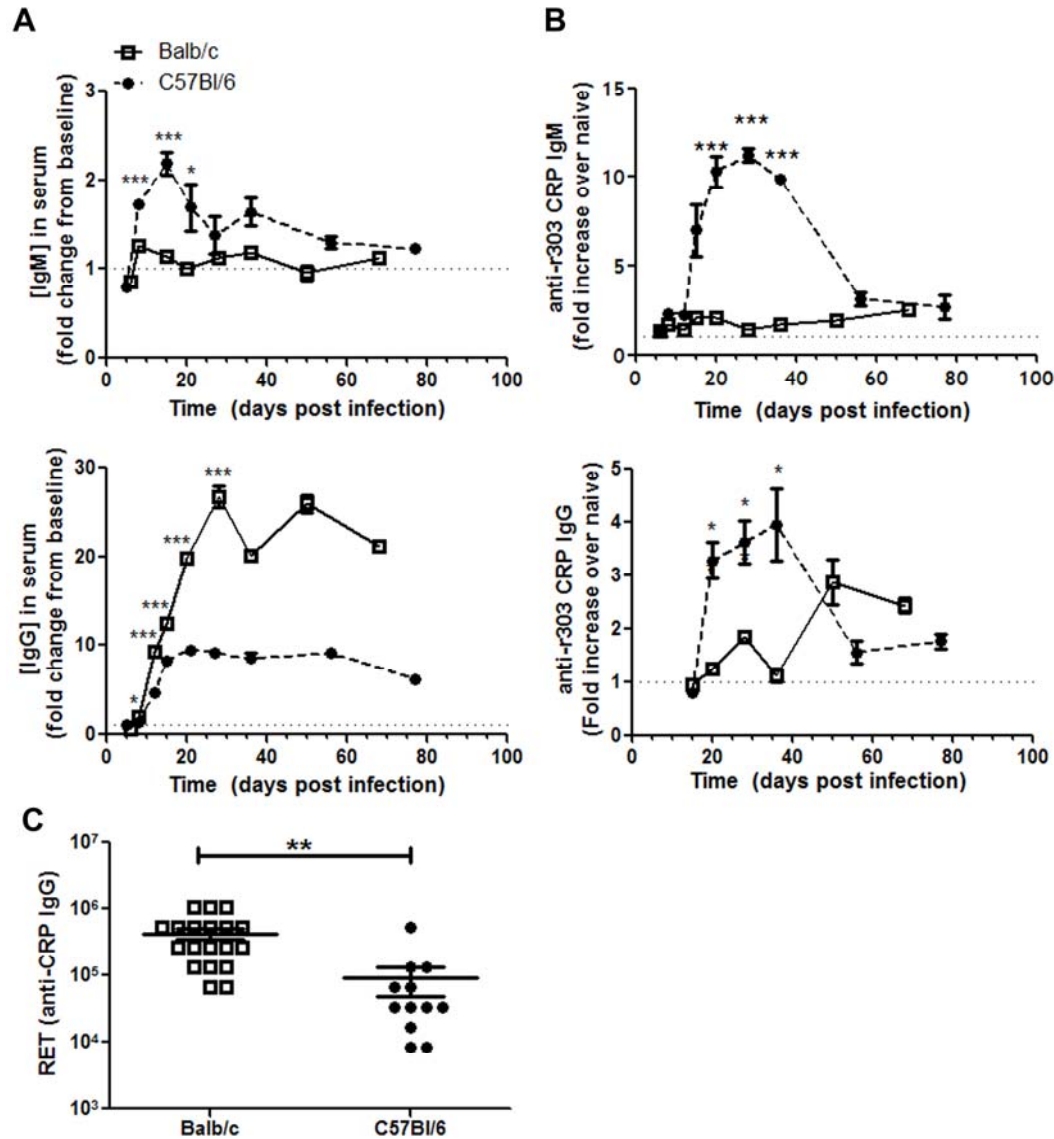 A
B
Balb/c
C57Bl/6
[IgM] in serum
(fold change from baseline)
3
2
1
0
***
***
*
0 20 40 60 80 100
Time (days post infection)
anti-r303 CRP IgM
(fold increase over naive)
15
10
5
0
***
***
***
0 20 40 60 80 100
Time (days post infection)
[IgG] in serum
(fold change from baseline)
30
20
10
0
***
***
***
***
*
0 20 40 60 80 100
Time (days post infection)
anti-r303 CRP IgG
(Fold increase over naive)
5
4
3
2
1
0
*
*
*
0 20 40 60 80 100
Time (days post infection)
C
RET (anti-CRP IgG)
10⁷
10⁶
10⁵
10⁴
10³
**
Balb/c
C57Bl/6